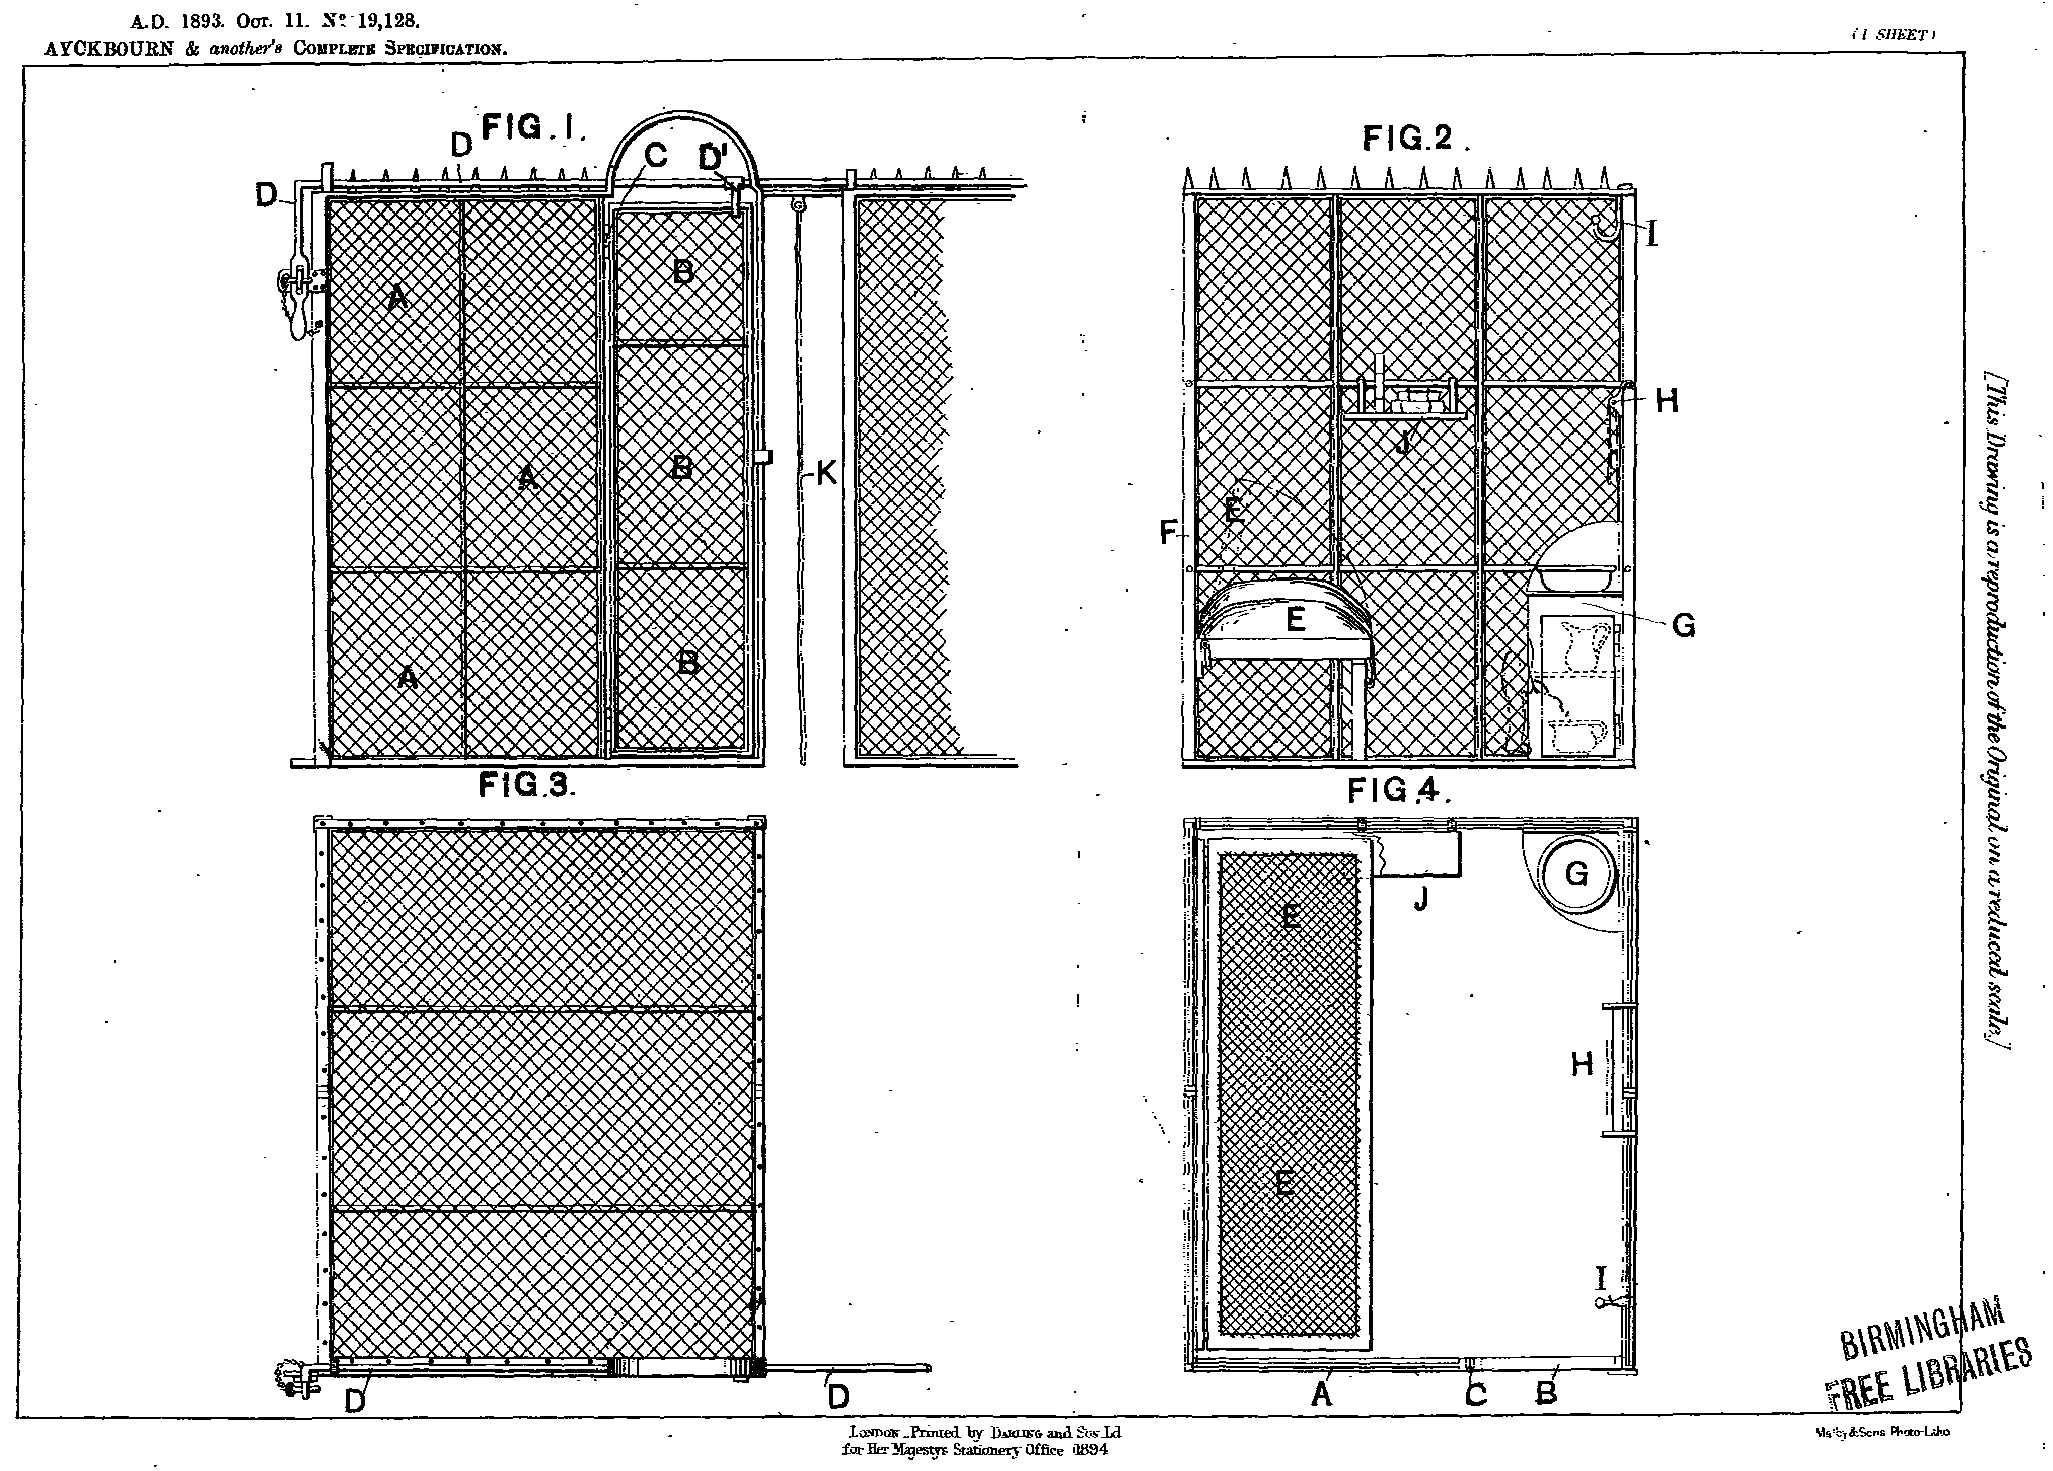 A.D. 1893. OCT. 11. No. 19,128.
AYCKBOURN & another's COMPLETE SPECIFICATION.
(1 SHEET)
FIG. 1.
D
D
C
D'
A
A
A
B
B
B
K
FIG. 2.
I
H
J
E
F
E
G
FIG. 3.
D
D
FIG. 4.
E
E
J
G
H
I
A
C
B
[This Drawing is a reproduction of the Original on a reduced scale.]
BIRMINGHAM
FREE LIBRARIES
LONDON. Printed by DARLING and Son Ld
for Her Majestys Stationery Office 1894
Malby & Sons Photo-Litho